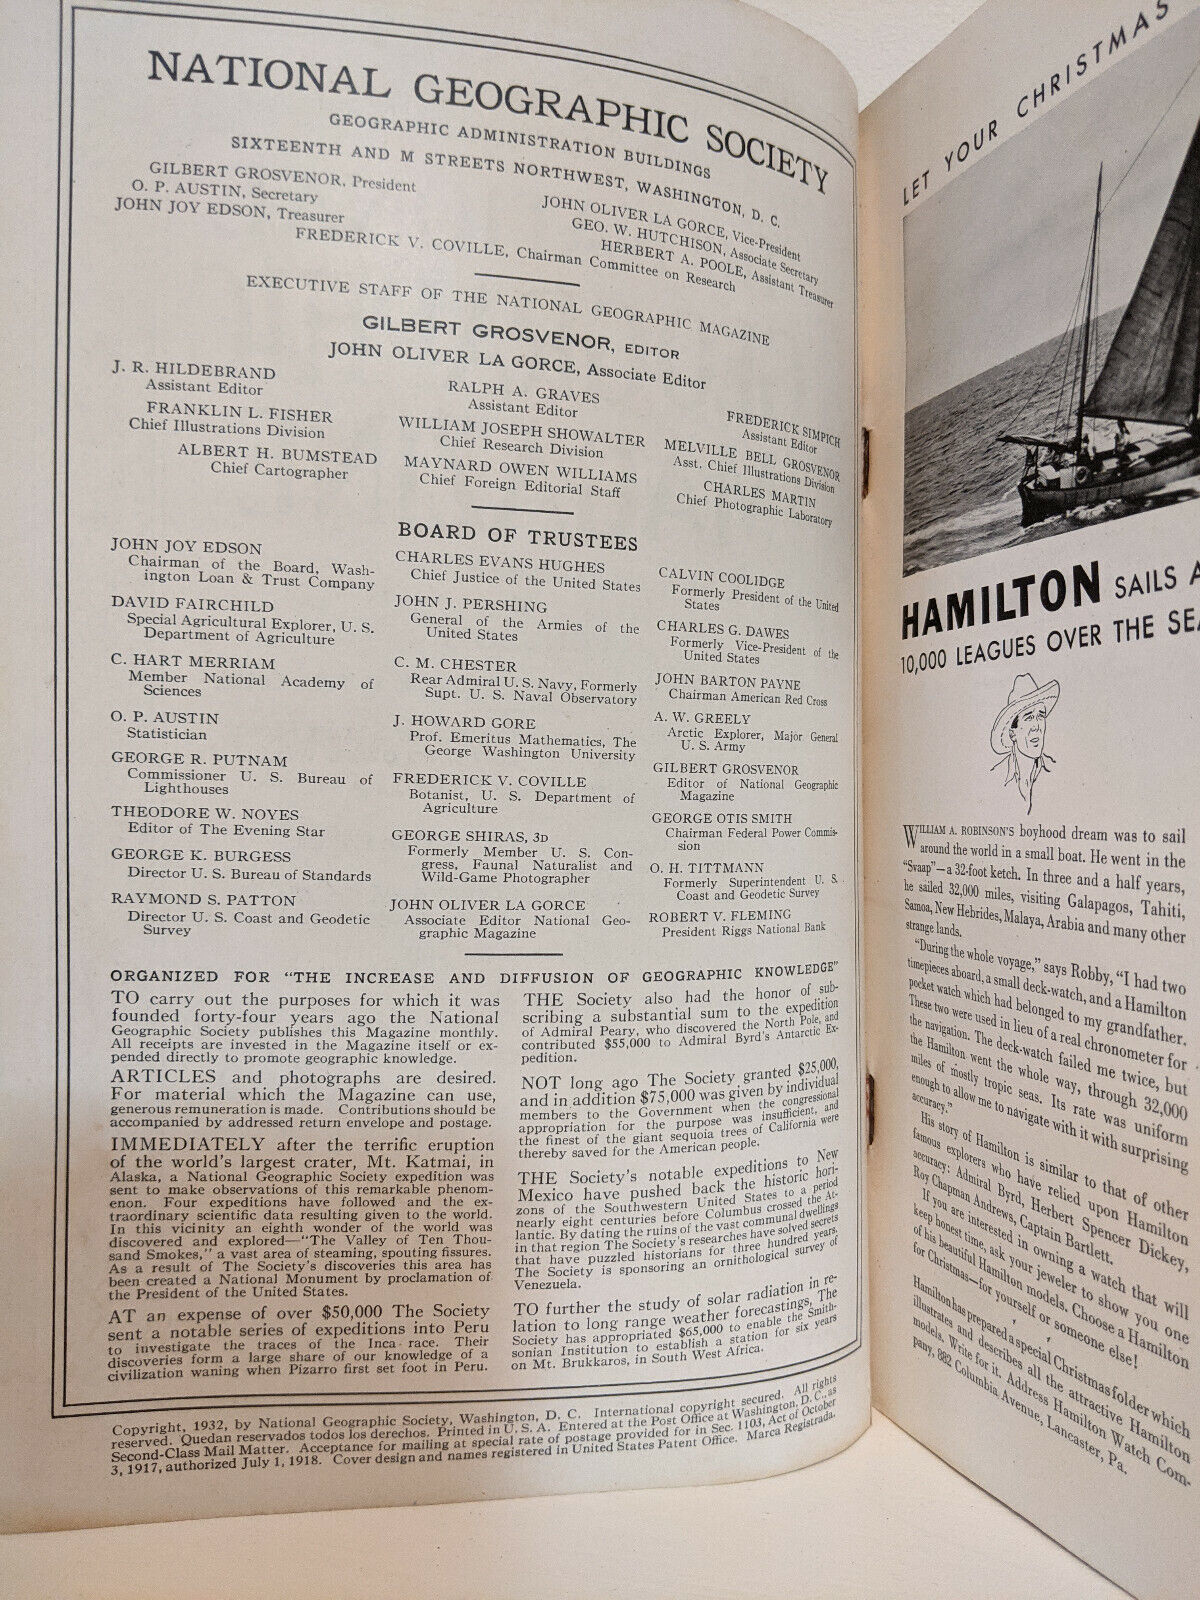 NATIONAL GEOGRAPHIC SOCIETY
GEOGRAPHIC ADMINISTRATION BUILDINGS
SIXTEENTH AND M STREETS NORTHWEST, WASHINGTON, D. C.
GILBERT GROSVENOR, President
O. P. AUSTIN, Secretary
JOHN JOY EDSON, Treasurer
JOHN OLIVER LA GORCE, Vice-President
GEO. W. HUTCHISON, Associate Secretary
HERBERT A. POOLE, Assistant Treasurer
FREDERICK V. COVILLE, Chairman Committee on Research
EXECUTIVE STAFF OF THE NATIONAL GEOGRAPHIC MAGAZINE
GILBERT GROSVENOR, EDITOR
JOHN OLIVER LA GORCE, Associate Editor
J. R. HILDEBRAND
Assistant Editor
FRANKLIN L. FISHER
Chief Illustrations Division
ALBERT H. BUMSTEAD
Chief Cartographer
RALPH A. GRAVES
Assistant Editor
WILLIAM JOSEPH SHOWALTER
Chief Research Division
MAYNARD OWEN WILLIAMS
Chief Foreign Editorial Staff
FREDERICK SIMPICH
Assistant Editor
MELVILLE BELL GROSVENOR
Asst. Chief Illustrations Division
CHARLES MARTIN
Chief Photographic Laboratory
BOARD OF TRUSTEES
JOHN JOY EDSON
Chairman of the Board, Wash-
ington Loan & Trust Company
DAVID FAIRCHILD
Special Agricultural Explorer, U. S.
Department of Agriculture
C. HART MERRIAM
Member National Academy of
Sciences
O. P. AUSTIN
Statistician
GEORGE R. PUTNAM
Commissioner U. S. Bureau of
Lighthouses
THEODORE W. NOYES
Editor of The Evening Star
GEORGE K. BURGESS
Director U. S. Bureau of Standards
RAYMOND S. PATTON
Director U. S. Coast and Geodetic
Survey
CHARLES EVANS HUGHES
Chief Justice of the United States
JOHN J. PERSHING
General of the Armies of the
United States
C. M. CHESTER
Rear Admiral U. S. Navy, Formerly
Supt. U. S. Naval Observatory
J. HOWARD GORE
Prof. Emeritus Mathematics, The
George Washington University
FREDERICK V. COVILLE
Botanist, U. S. Department of
Agriculture
GEORGE SHIRAS, 3D
Formerly Member U. S. Con-
gress, Faunal Naturalist and
Wild-Game Photographer
JOHN OLIVER LA GORCE
Associate Editor National Geo-
graphic Magazine
CALVIN COOLIDGE
Formerly President of the United
States
CHARLES G. DAWES
Formerly Vice-President of the
United States
JOHN BARTON PAYNE
Chairman American Red Cross
A. W. GREELY
Arctic Explorer, Major General
U. S. Army
GILBERT GROSVENOR
Editor of National Geographic
Magazine
GEORGE OTIS SMITH
Chairman Federal Power Commis-
sion
O. H. TITTMANN
Formerly Superintendent U. S.
Coast and Geodetic Survey
ROBERT V. FLEMING
President Riggs National Bank
ORGANIZED FOR "THE INCREASE AND DIFFUSION OF GEOGRAPHIC KNOWLEDGE"
TO carry out the purposes for which it was
founded forty-four years ago the National
Geographic Society publishes this Magazine monthly.
All receipts are invested in the Magazine itself or ex-
pended directly to promote geographic knowledge.
ARTICLES and photographs are desired.
For material which the Magazine can use,
generous remuneration is made. Contributions should be
accompanied by addressed return envelope and postage.
IMMEDIATELY after the terrific eruption
of the world's largest crater, Mt. Katmai, in
Alaska, a National Geographic Society expedition was
sent to make observations of this remarkable phenom-
enon. Four expeditions have followed and the ex-
traordinary scientific data resulting given to the world.
In this vicinity an eighth wonder of the world was
discovered and explored—"The Valley of Ten Thou-
sand Smokes," a vast area of steaming, spouting fissures.
As a result of The Society's discoveries this area has
been created a National Monument by proclamation of
the President of the United States.
AT an expense of over $50,000 The Society
sent a notable series of expeditions into Peru
to investigate the traces of the Inca race. Their
discoveries form a large share of our knowledge of a
civilization waning when Pizarro first set foot in Peru.
THE Society also had the honor of sub-
scribing a substantial sum to the expedition
of Admiral Peary, who discovered the North Pole, and
contributed $55,000 to Admiral Byrd's Antarctic Ex-
pedition.
NOT long ago The Society granted $25,000,
and in addition $75,000 was given by individual
members to the Government when the congressional
appropriation for the purpose was insufficient, and
the finest of the giant sequoia trees of California were
thereby saved for the American people.
THE Society's notable expeditions to New
Mexico have pushed back the historic hori-
zons of the Southwestern United States to a period
nearly eight centuries before Columbus crossed the At-
lantic. By dating the ruins of the vast communal dwellings
in that region The Society's researches have solved secrets
that have puzzled historians for three hundred years.
The Society is sponsoring an ornithological survey of
Venezuela.
TO further the study of solar radiation in re-
lation to long range weather forecasting, The
Society has appropriated $65,000 to enable the Smith-
sonian Institution to establish a station for six years
on Mt. Brukkaros, in South West Africa.
Copyright, 1932, by National Geographic Society, Washington, D. C. International copyright secured. All rights
reserved. Quedan reservados todos los derechos. Printed in U. S. A. Entered at the Post Office at Washington, D. C., as
Second-Class Mail Matter. Acceptance for mailing at special rate of postage provided for in Sec. 1103, Act of October
3, 1917, authorized July 1, 1918. Cover design and names registered in United States Patent Office. Marca Registrada.
LET YOUR CHRISTMAS
HAMILTON SAILS A
10,000 LEAGUES OVER THE SEA
WILLIAM A. ROBINSON'S boyhood dream was to sail
around the world in a small boat. He went in the
"Svaap"—a 32-foot ketch. In three and a half years,
he sailed 32,000 miles, visiting Galapagos, Tahiti,
Samoa, New Hebrides, Malaya, Arabia and many other
strange lands.
"During the whole voyage," says Robby, "I had two
timepieces aboard, a small deck-watch, and a Hamilton
pocket watch which had belonged to my grandfather.
These two were used in lieu of a real chronometer for
the navigation. The deck-watch failed me twice, but
the Hamilton went the whole way, through 32,000
miles of mostly tropic seas. Its rate was uniform
enough to allow me to navigate with it with surprising
accuracy."
His story of Hamilton is similar to that of other
famous explorers who have relied upon Hamilton
accuracy: Admiral Byrd, Herbert Spencer Dickey,
Roy Chapman Andrews, Captain Bartlett.
If you are interested in owning a watch that will
keep honest time, ask your jeweler to show you one
of his beautiful Hamilton models. Choose a Hamilton
for Christmas—for yourself or someone else!
Hamilton has prepared a special Christmas folder which
illustrates and describes all the attractive Hamilton
models. Write for it. Address Hamilton Watch Com-
pany, 882 Columbia Avenue, Lancaster, Pa.